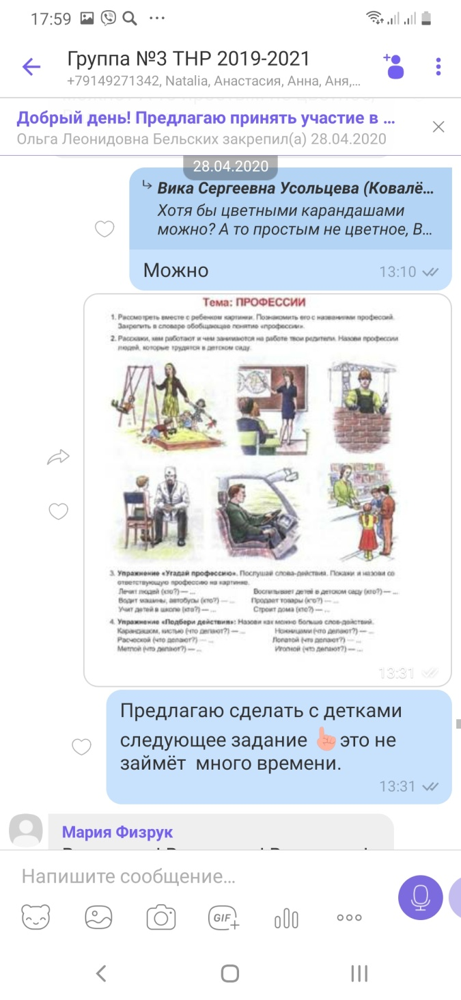 17:59
Группа №3 ТНР 2019-2021
+79149271342, Natalia, Анастасия, Анна, Аня,...
Добрый день! Предлагаю принять участие в ...
Ольга Леонидовна Бельских закрепил(а) 28.04.2020
28.04.2020
Вика Сергеевна Усольцева (Ковалё...
Хотя бы цветными карандашами
можно? А то простым не цветное, В...
Можно
13:10
Тема: ПРОФЕССИИ
1. Рассмотреть вместе с ребенком картинки. Познакомить его с названиями профессий.
Закрепить в словаре обобщающее понятие «профессии».
2. Расскажи, кем работают и чем занимаются на работе твои родители. Назови профессии
людей, которые трудятся в детском саду.
3. Упражнение «Угадай профессию». Послушай слова-действия. Покажи и назови со
ответствующую профессию на картинке.
Лечит людей (кто?) — ... Воспитывает детей в детском саду (кто?) — ...
Водит машины, автобусы (кто?) — ... Продает товары (кто?) — ...
Учит детей в школе (кто?) — ... Строит дома (кто?) — ...
4. Упражнение «Подбери действия»: Назови как можно больше слов-действий.
Карандашом, кистью (что делают?) — ... Ножницами (что делают?) — ...
Расческой (что делают?) — ... Лопатой (что делают?) — ...
Метлой (что делают?) — ... Иголкой (что делают?) — ...
13:31
Предлагаю сделать с детками
следующее задание это не
займёт много времени.
13:31
Мария Физрук
Напишите сообщение...
GIF